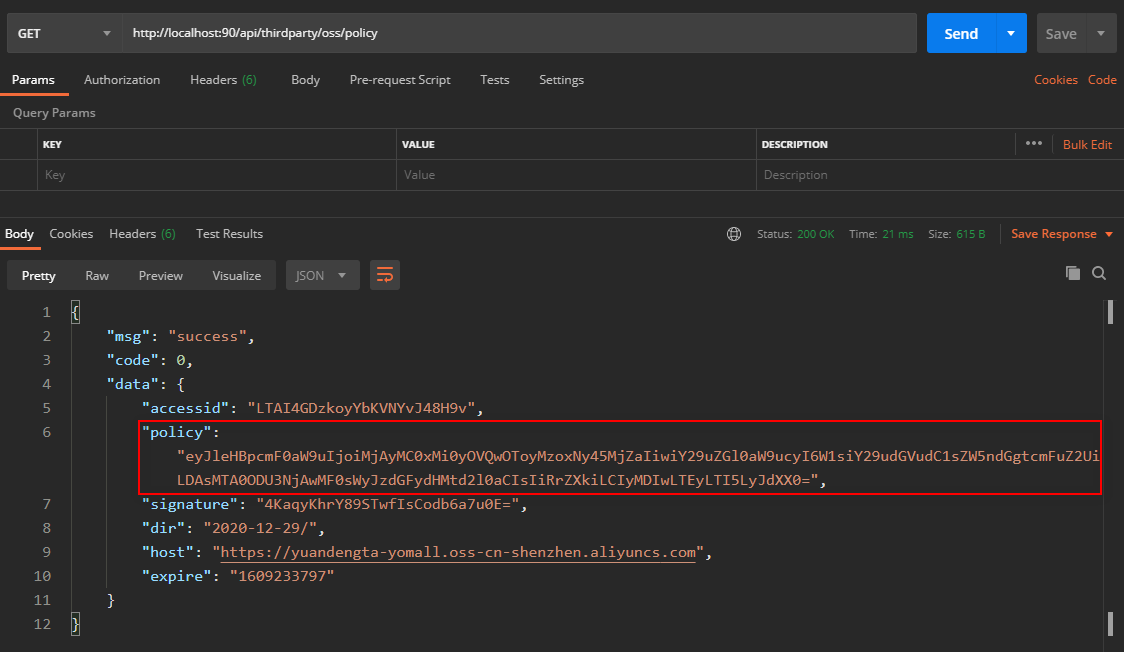 GET http://localhost:90/api/thirdparty/oss/policy Send Save
Params Authorization Headers (6) Body Pre-request Script Tests Settings Cookies Code
Query Params
KEY VALUE DESCRIPTION ••• Bulk Edit
Key Value Description
Body Cookies Headers (6) Test Results Status: 200 OK Time: 21 ms Size: 615 B Save Response
Pretty Raw Preview Visualize JSON
1 {
2 "msg": "success",
3 "code": 0,
4 "data": {
5 "accessid": "LTAI4GDzkoyYbKVNYvJ48H9v",
6 "policy":
"eyJleHBpcmF0aW9uIjoiMjAyMC0xMi0yOVQwOToyMzoxNy45MjZaIiwiY29uZGl0aW9ucyI6W1siY29udGVudC1sZW5ndGgtcmFuZ2Ui
LDAsMTA0ODU3NjAwMF0sWyJzdGFydHMtd2l0aCIsIiRrZXkiLCIyMDIwLTEyLTI5LyJdXX0=",
7 "signature": "4KaqyKhrY89STwfIsCodb6a7u0E=",
8 "dir": "2020-12-29/",
9 "host": "https://yuandengta-yomall.oss-cn-shenzhen.aliyuncs.com",
10 "expire": "1609233797"
11 }
12 }